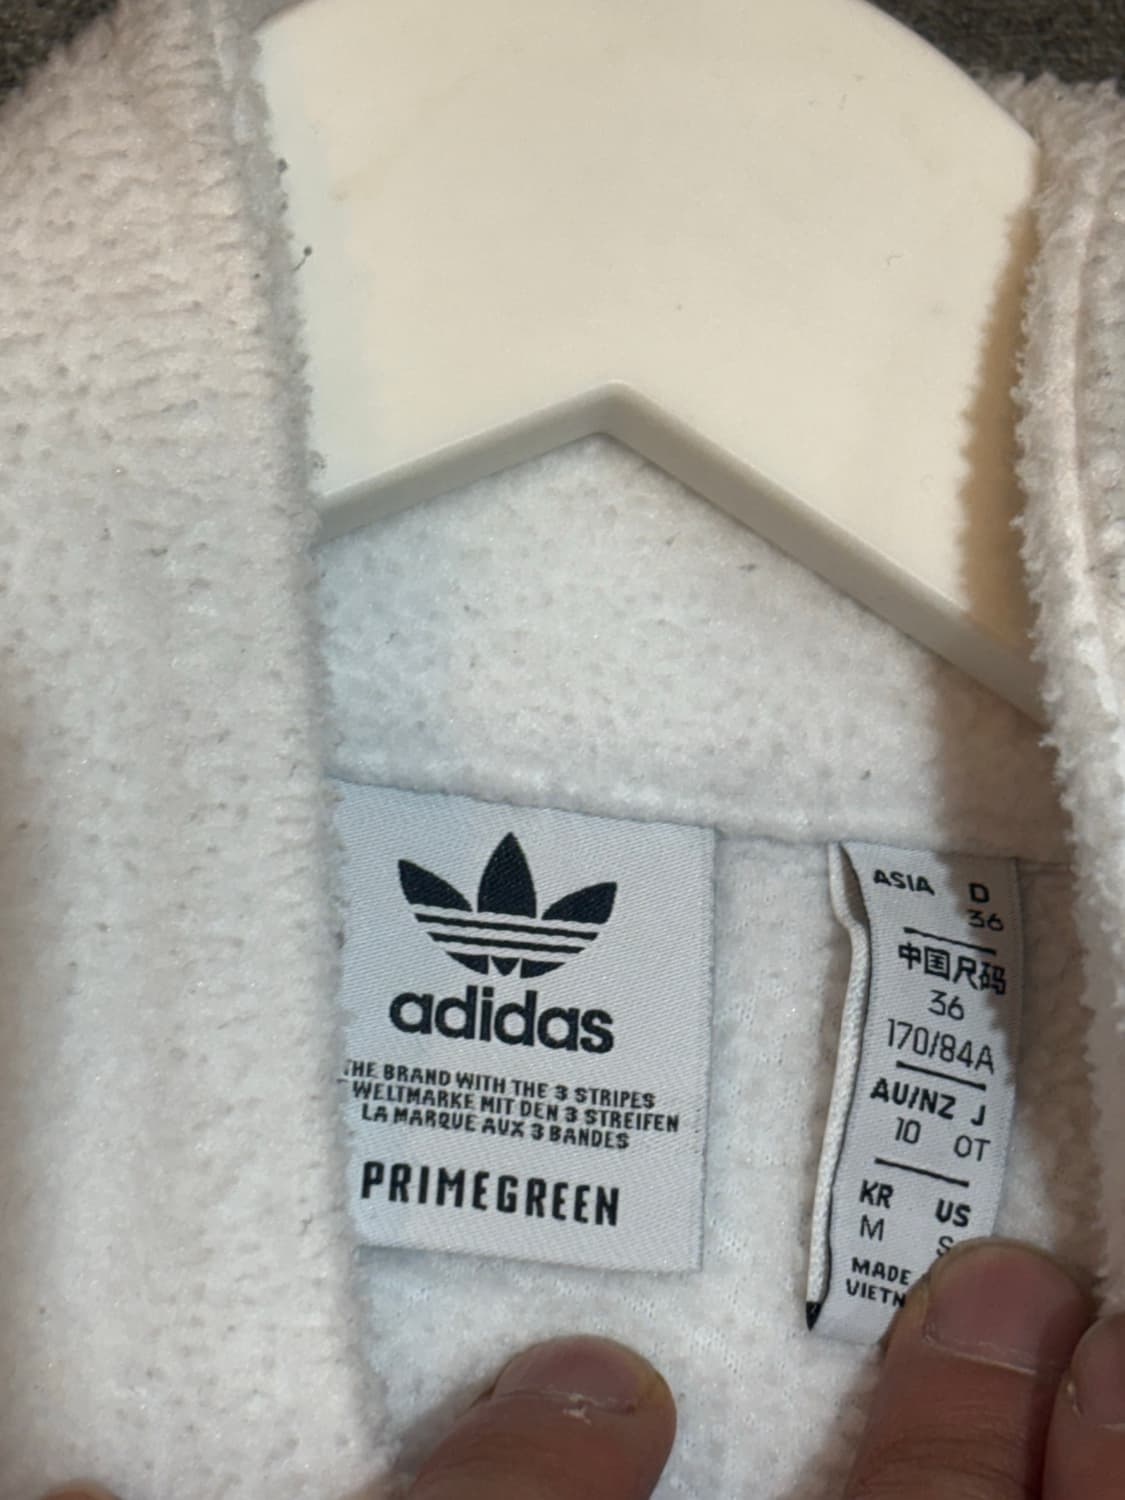 adidas
THE BRAND WITH THE 3 STRIPES
WELTMARKE MIT DEN 3 STREIFEN
LA MARQUE AUX 3 BANDES
PRIMEGREEN
ASIA D
36
中国尺码
36
170/84A
AU/NZ J
10 OT
KR US
M S
MADE